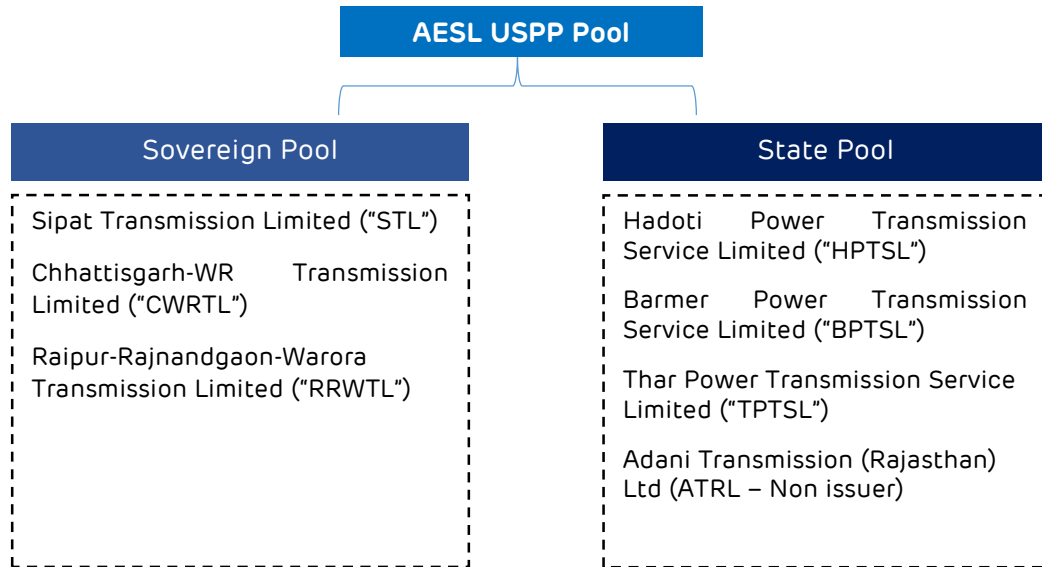 AESL USPP Pool
Sovereign Pool
Sipat Transmission Limited (“STL”)
Chhattisgarh-WR Transmission
Limited (“CWRTL”)
Raipur-Rajnandgaon-Warora
Transmission Limited (“RRWTL”)
State Pool
Hadoti Power Transmission
Service Limited (“HPTSL”)
Barmer Power Transmission
Service Limited (“BPTSL”)
Thar Power Transmission Service
Limited (“TPTSL”)
Adani Transmission (Rajasthan)
Ltd (ATRL – Non issuer)